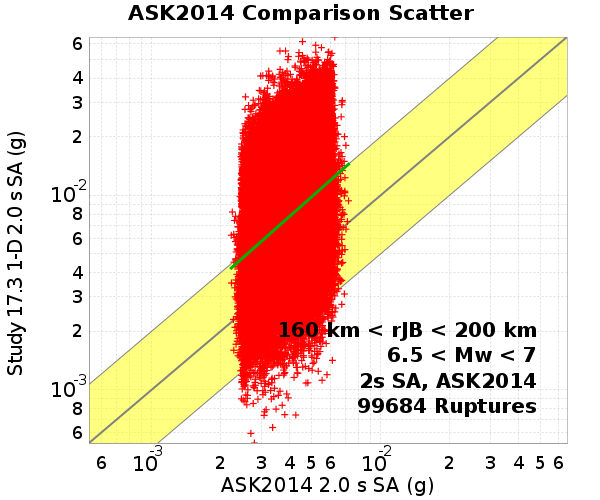 ASK2014 Comparison Scatter
Study 17.3 1-D 2.0 s SA (g)
6
4
3
2
10-2
8
6
4
3
2
10-3
8
6
160 km < rJB < 200 km
6.5 < Mw < 7
2s SA, ASK2014
99684 Ruptures
6 10-3 2 3 4 5 6 10-2 2 3 4 5 6
ASK2014 2.0 s SA (g)